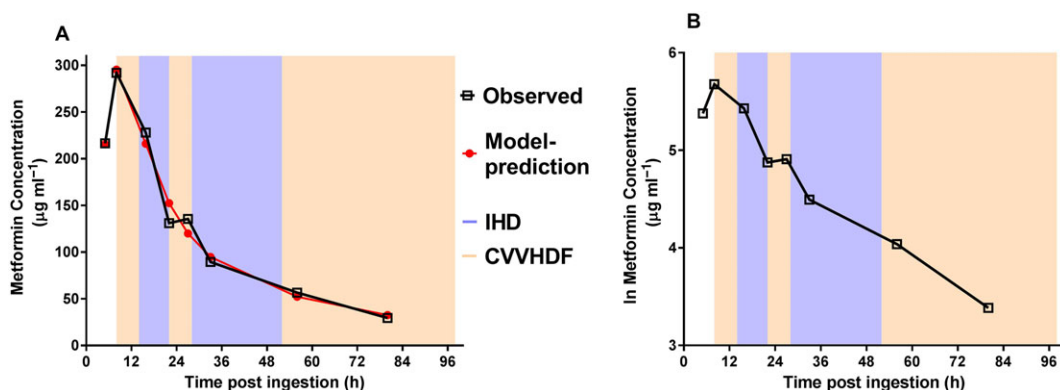 A
Metformin Concentration
(µg ml⁻¹)
300
250
200
150
100
50
0
0 12 24 36 48 60 72 84 96
Time post ingestion (h)
Observed
Model-
prediction
IHD
CVVHDF
B
ln Metformin Concentration
(µg ml⁻¹)
6
5
4
3
0 12 24 36 48 60 72 84 96
Time post ingestion (h)